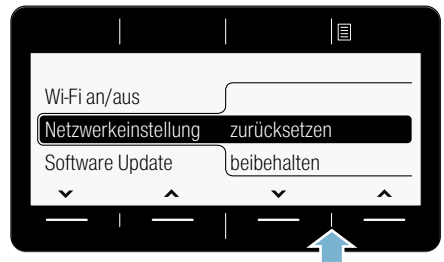 Wi-Fi an/aus
Netzwerkeinstellung zurücksetzen
Software Update beibehalten